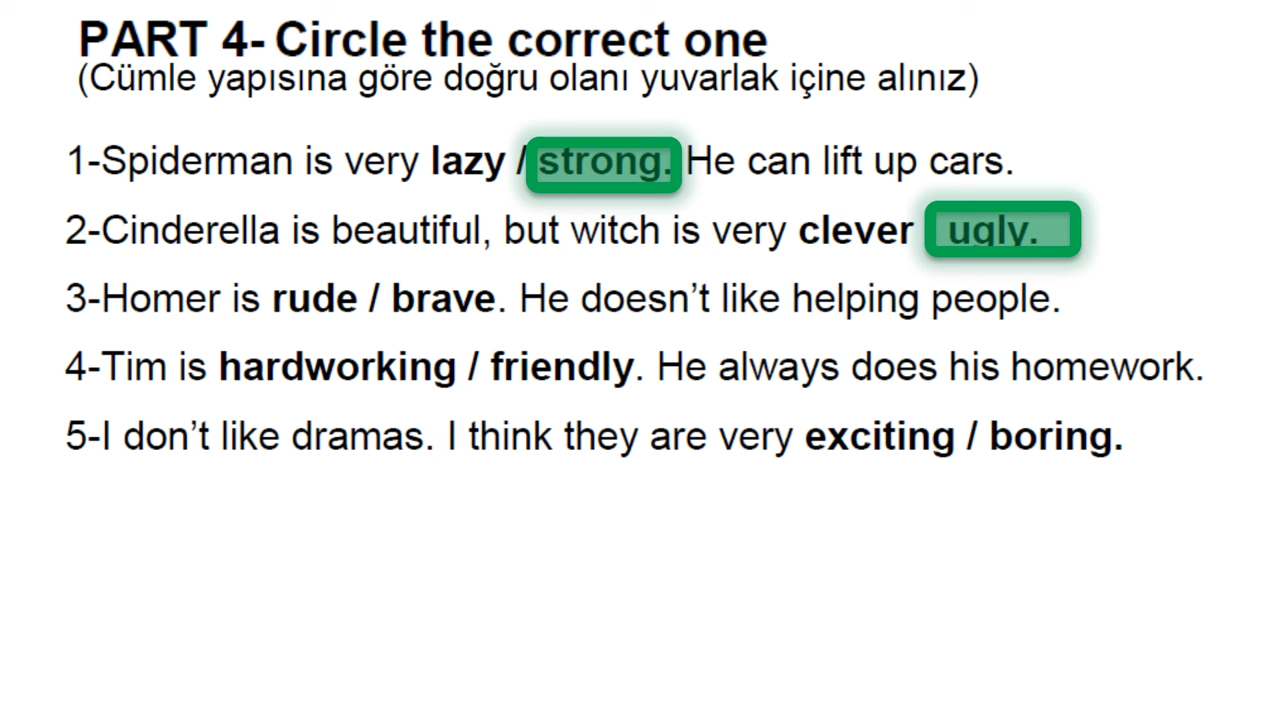 PART 4- Circle the correct one
(Cümle yapısına göre doğru olanı yuvarlak içine alınız)
1-Spiderman is very lazy / strong. He can lift up cars.
2-Cinderella is beautiful, but witch is very clever ugly.
3-Homer is rude / brave. He doesn’t like helping people.
4-Tim is hardworking / friendly. He always does his homework.
5-I don’t like dramas. I think they are very exciting / boring.